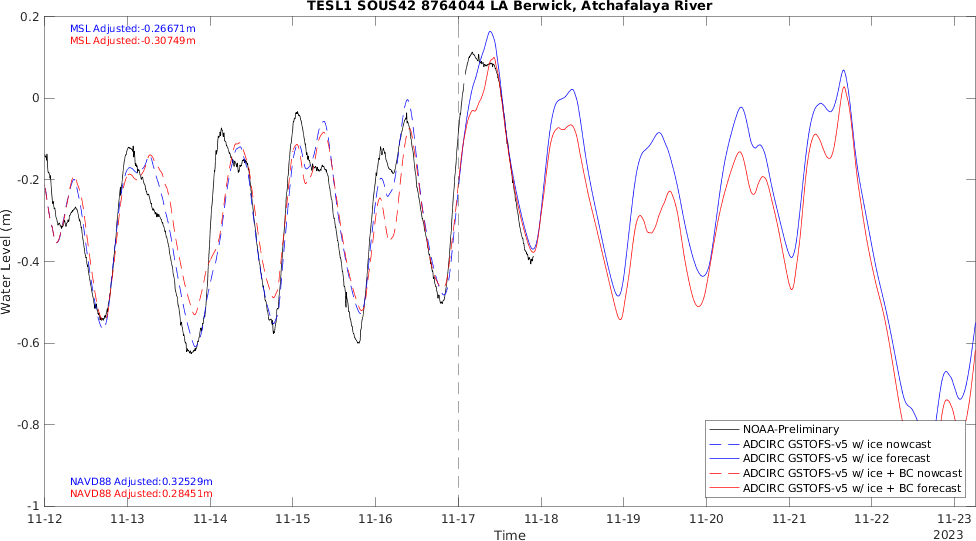 TESL1 SOUS42 8764044 LA Berwick, Atchafalaya River
MSL Adjusted:-0.26671m
MSL Adjusted:-0.30749m
0.2
0
-0.2
-0.4
-0.6
-0.8
-1
Water Level (m)
NOAA-Preliminary
ADCIRC GSTOFS-v5 w/ ice nowcast
ADCIRC GSTOFS-v5 w/ ice forecast
ADCIRC GSTOFS-v5 w/ ice + BC nowcast
ADCIRC GSTOFS-v5 w/ ice + BC forecast
NAVD88 Adjusted:0.32529m
NAVD88 Adjusted:0.28451m
11-12 11-13 11-14 11-15 11-16 11-17 11-18 11-19 11-20 11-21 11-22 11-23
Time
2023